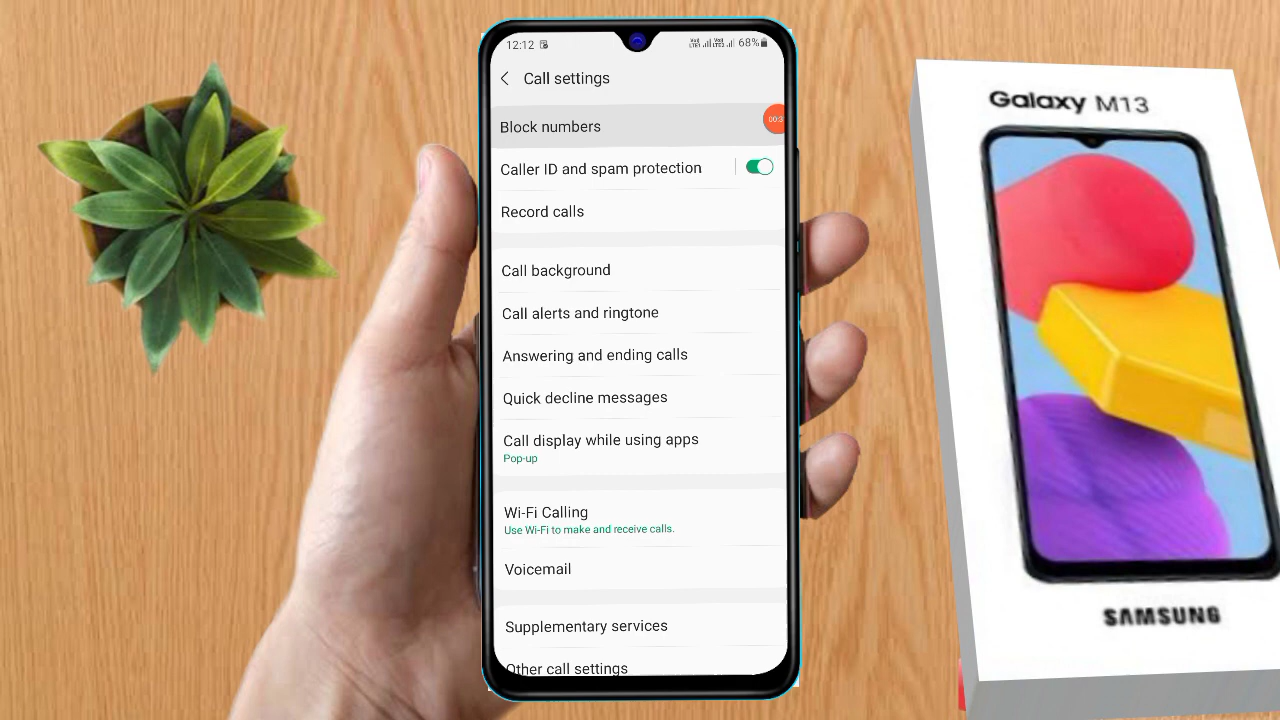 12:12
68%
Call settings
Block numbers
00:3
Caller ID and spam protection
Record calls
Call background
Call alerts and ringtone
Answering and ending calls
Quick decline messages
Call display while using apps
Pop-up
Wi-Fi Calling
Use Wi-Fi to make and receive calls.
Voicemail
Supplementary services
Other call settings
Galaxy M13
SAMSUNG